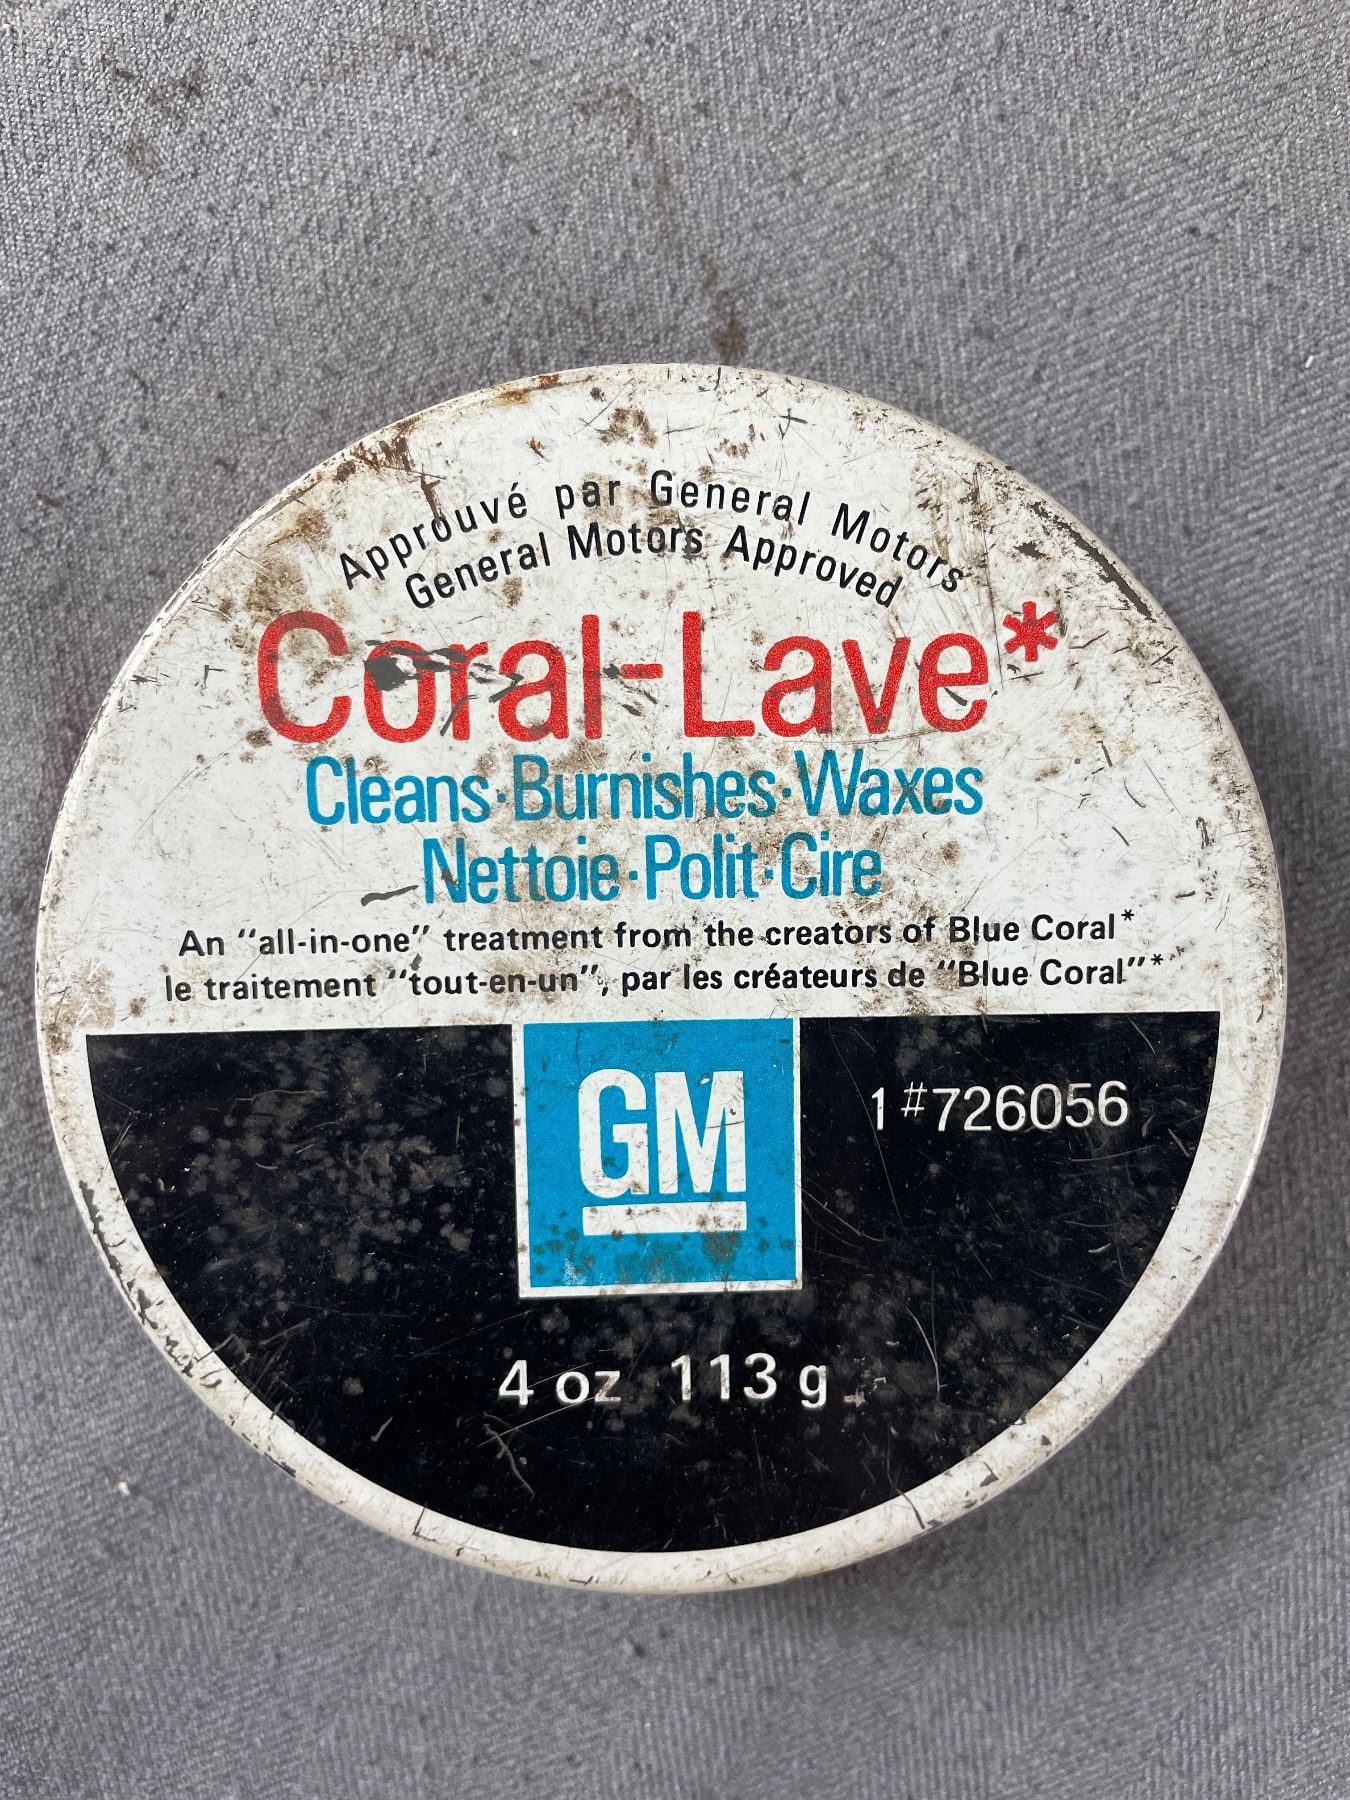 Approuvé par General Motors
General Motors Approved
Coral-Lave*
Cleans·Burnishes·Waxes
Nettoie·Polit·Cire
An “all-in-one” treatment from the creators of Blue Coral*
le traitement “tout-en-un”, par les créateurs de “Blue Coral”*
GM
1 #726056
4 oz 113 g